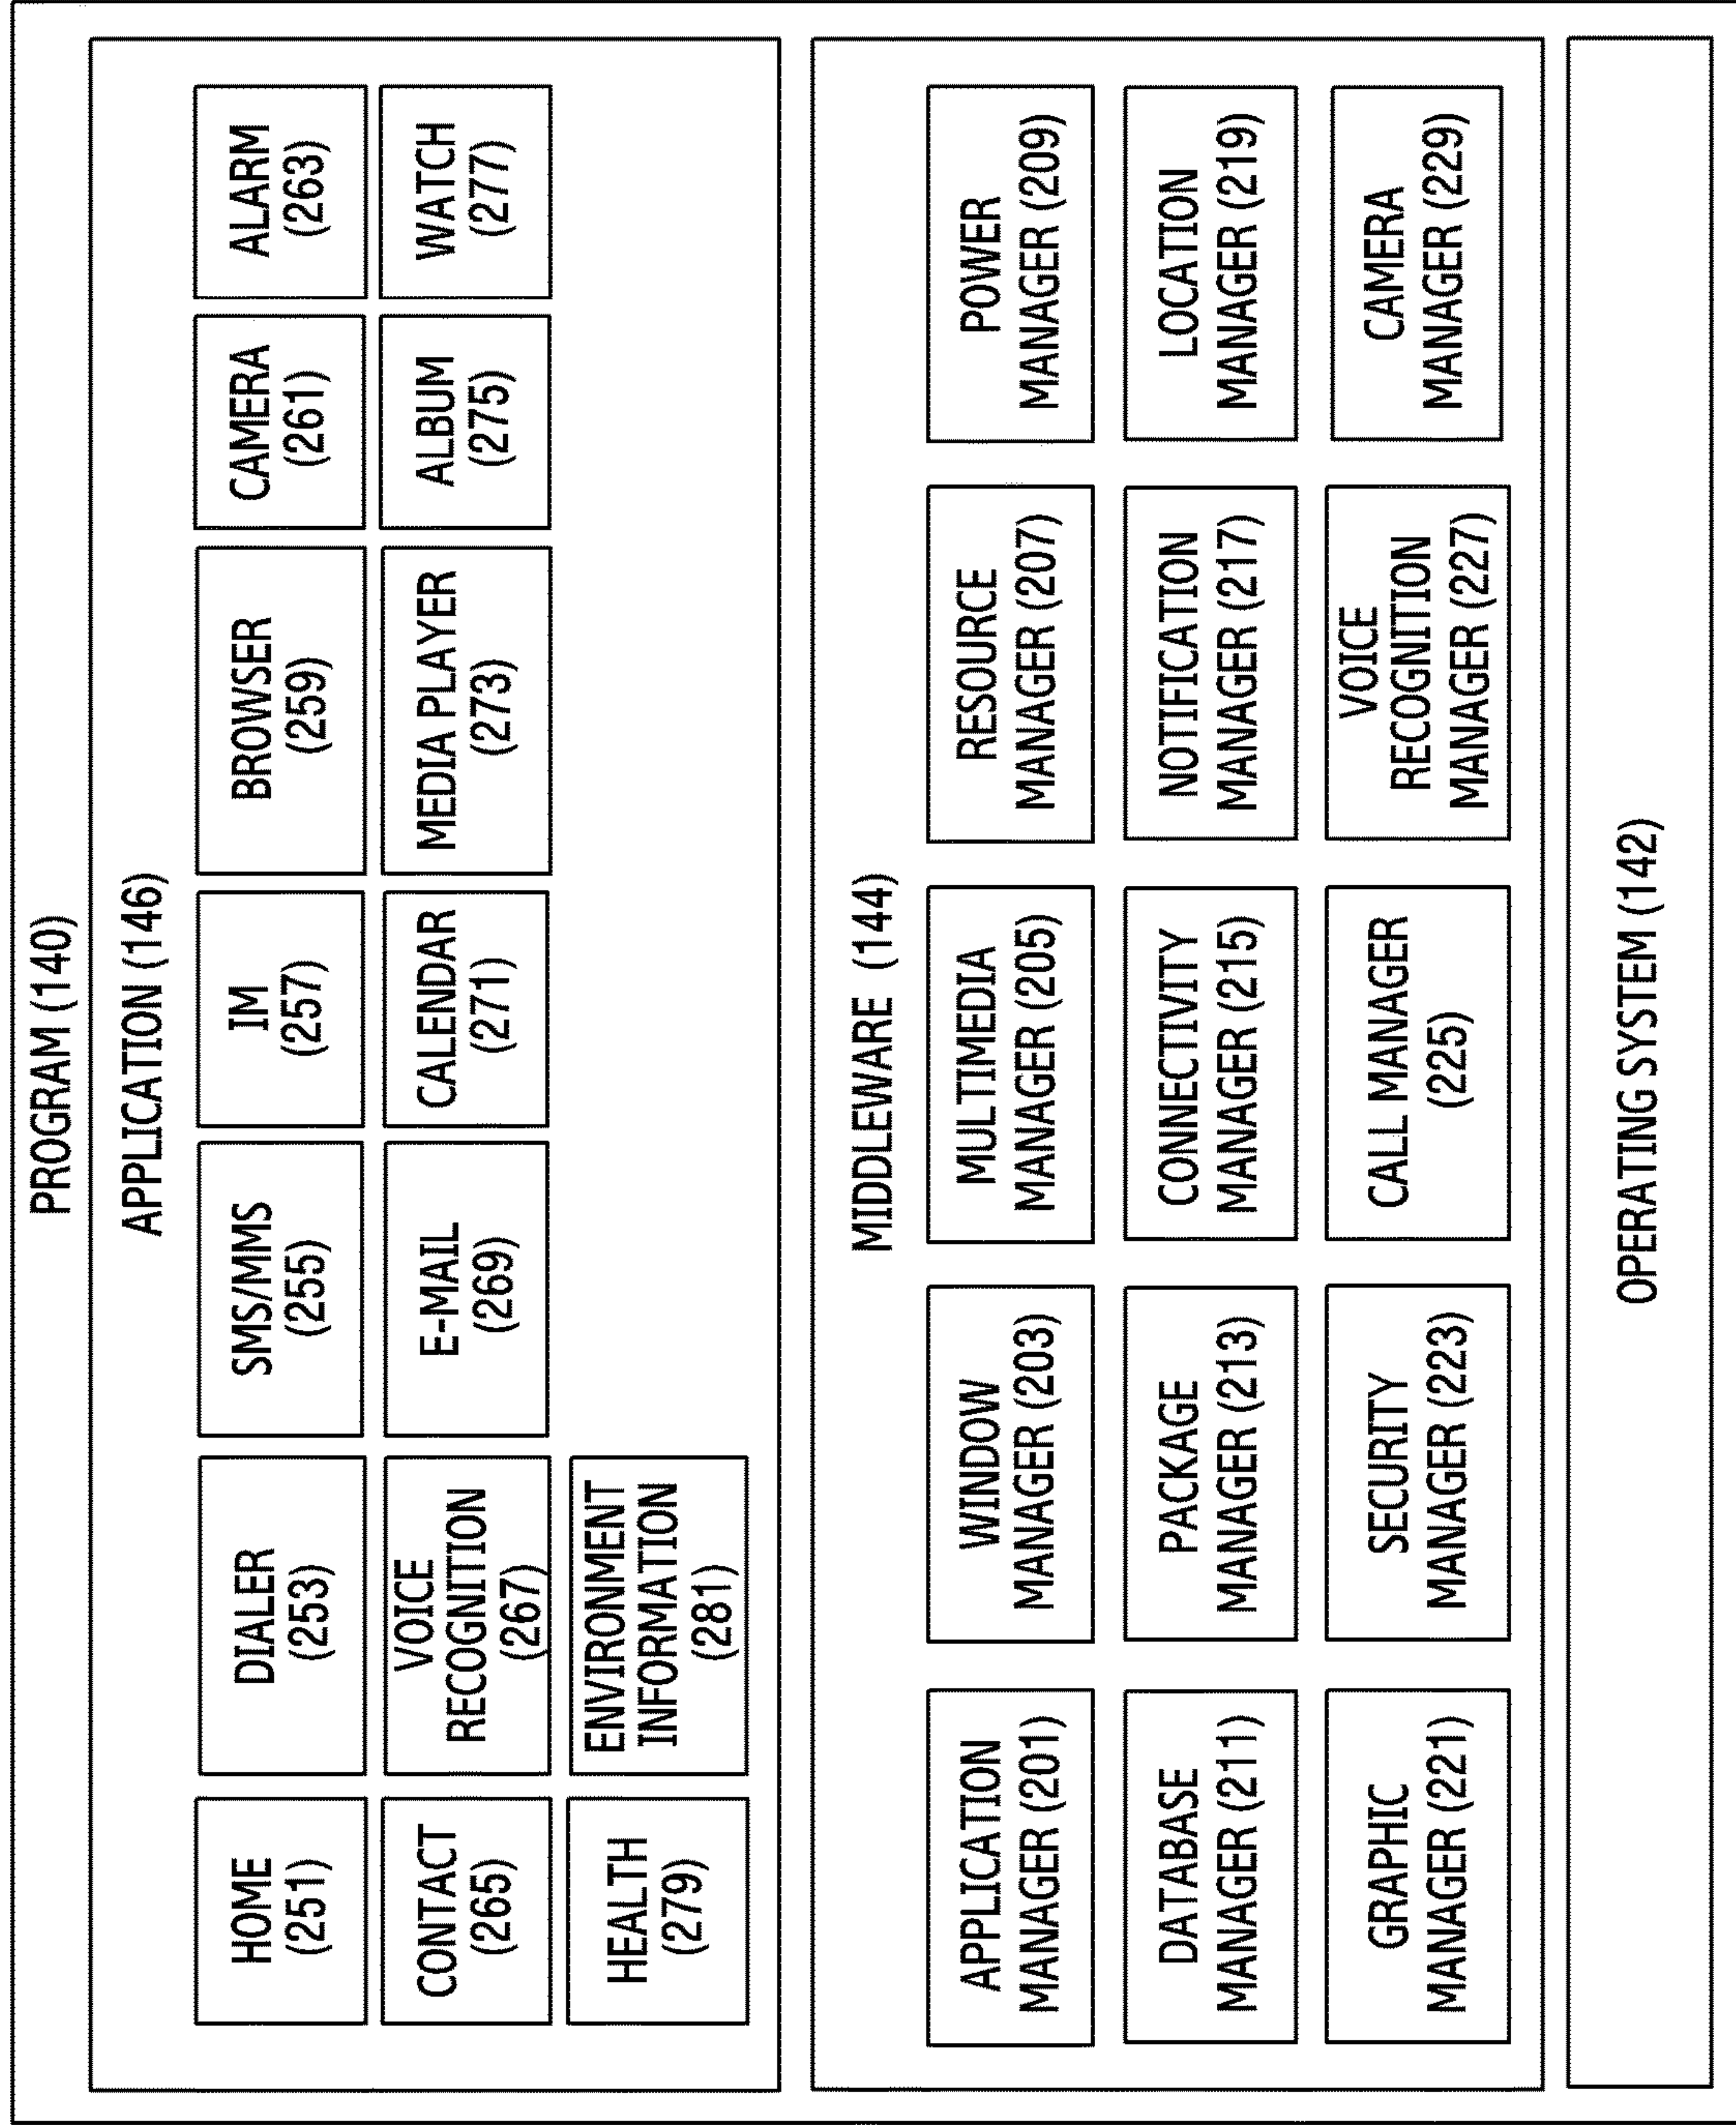 PROGRAM (140)
APPLICATION (146)
HOME
(251)
DIALER
(253)
SMS/MMS
(255)
IM
(257)
BROWSER
(259)
CAMERA
(261)
ALARM
(263)
CONTACT
(265)
VOICE
RECOGNITION
(267)
E-MAIL
(269)
CALENDAR
(271)
MEDIA PLAYER
(273)
ALBUM
(275)
WATCH
(277)
HEALTH
(279)
ENVIRONMENT
INFORMATION
(281)
MIDDLEWARE (144)
APPLICATION
MANAGER (201)
WINDOW
MANAGER (203)
MULTIMEDIA
MANAGER (205)
RESOURCE
MANAGER (207)
POWER
MANAGER (209)
DATABASE
MANAGER (211)
PACKAGE
MANAGER (213)
CONNECTIVITY
MANAGER (215)
NOTIFICATION
MANAGER (217)
LOCATION
MANAGER (219)
GRAPHIC
MANAGER (221)
SECURITY
MANAGER (223)
CALL MANAGER
(225)
VOICE
RECOGNITION
MANAGER (227)
CAMERA
MANAGER (229)
OPERATING SYSTEM (142)